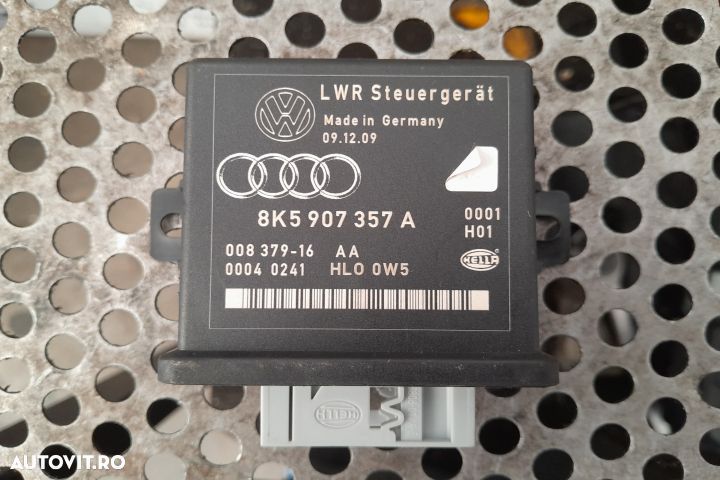 LWR Steuergerät
Made in Germany
09.12.09
8K5 907 357 A
0001
H01
008 379-16 AA
0004 0241 HLO 0W5
HELLA
HELLA
AUTOVIT.RO